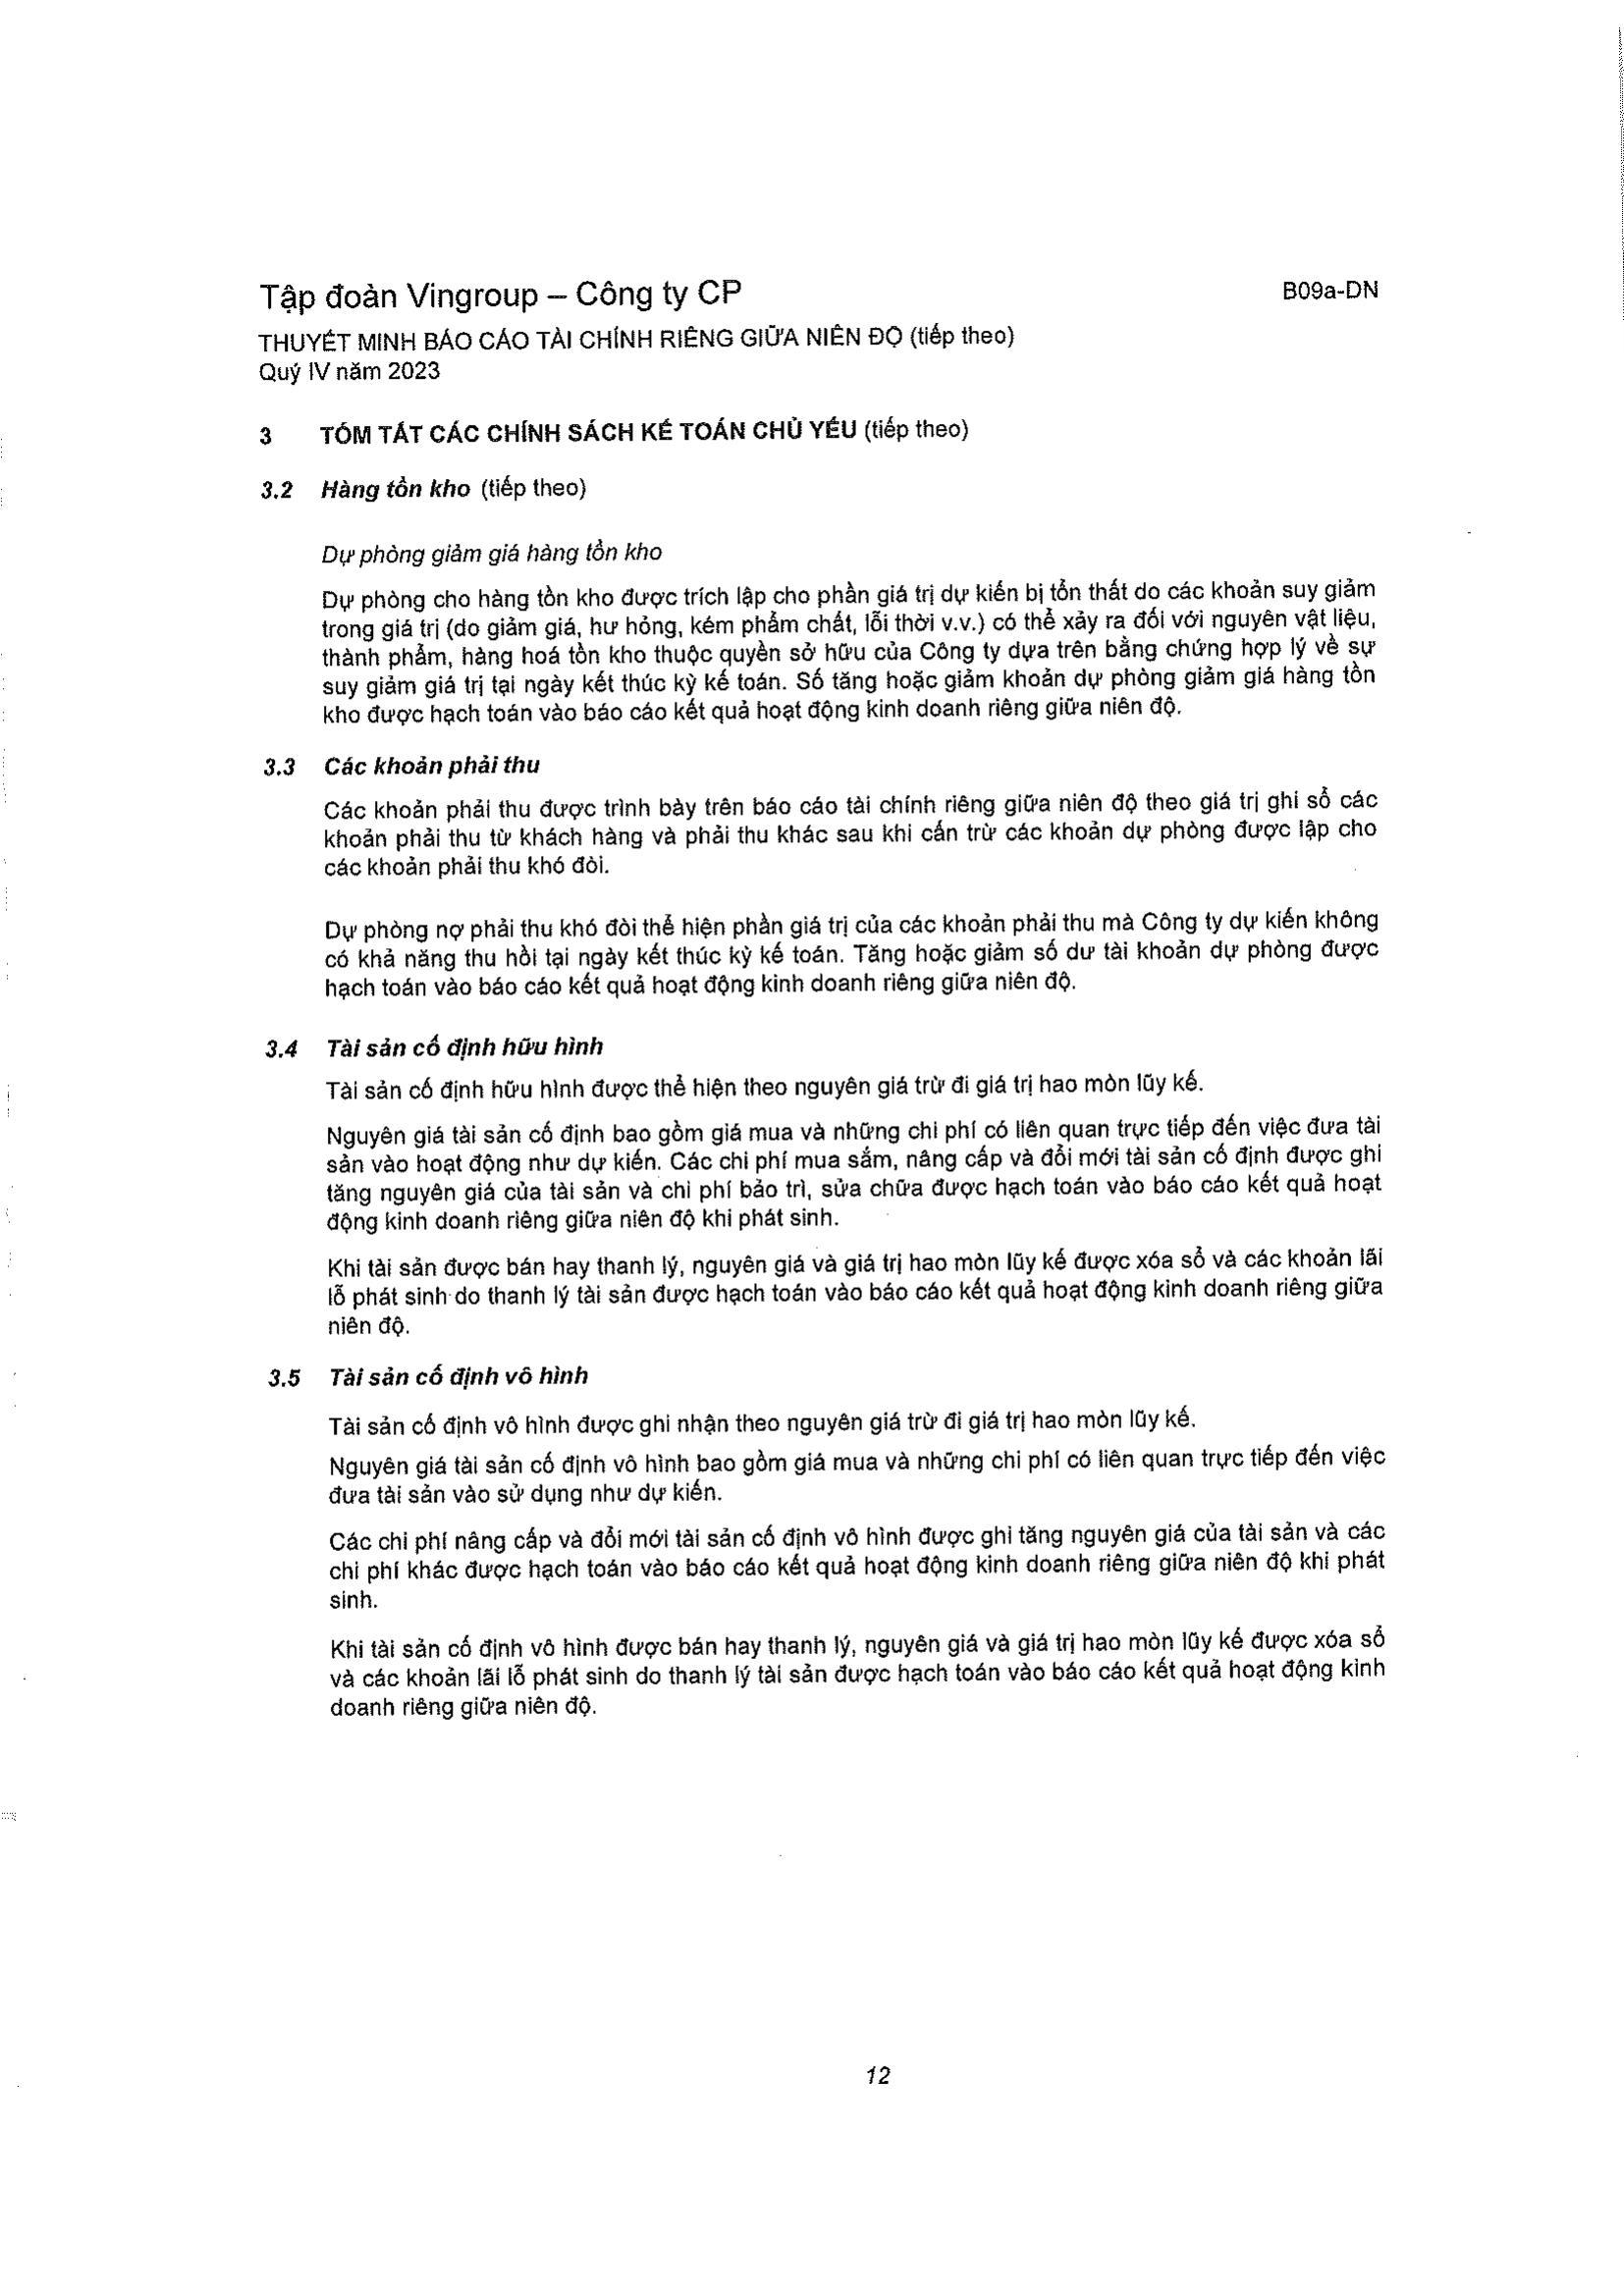 Tập đoàn Vingroup – Công ty CP
B09a-DN
THUYẾT MINH BÁO CÁO TÀI CHÍNH RIÊNG GIỮA NIÊN ĐỘ (tiếp theo)
Quý IV năm 2023
3 TÓM TẮT CÁC CHÍNH SÁCH KẾ TOÁN CHỦ YẾU (tiếp theo)
3.2 Hàng tồn kho (tiếp theo)
Dự phòng giảm giá hàng tồn kho
Dự phòng cho hàng tồn kho được trích lập cho phần giá trị dự kiến bị tổn thất do các khoản suy giảm
trong giá trị (do giảm giá, hư hỏng, kém phẩm chất, lỗi thời v.v.) có thể xảy ra đối với nguyên vật liệu,
thành phẩm, hàng hoá tồn kho thuộc quyền sở hữu của Công ty dựa trên bằng chứng hợp lý về sự
suy giảm giá trị tại ngày kết thúc kỳ kế toán. Số tăng hoặc giảm khoản dự phòng giảm giá hàng tồn
kho được hạch toán vào báo cáo kết quả hoạt động kinh doanh riêng giữa niên độ.
3.3 Các khoản phải thu
Các khoản phải thu được trình bày trên báo cáo tài chính riêng giữa niên độ theo giá trị ghi sổ các
khoản phải thu từ khách hàng và phải thu khác sau khi cấn trừ các khoản dự phòng được lập cho
các khoản phải thu khó đòi.
Dự phòng nợ phải thu khó đòi thể hiện phần giá trị của các khoản phải thu mà Công ty dự kiến không
có khả năng thu hồi tại ngày kết thúc kỳ kế toán. Tăng hoặc giảm số dư tài khoản dự phòng được
hạch toán vào báo cáo kết quả hoạt động kinh doanh riêng giữa niên độ.
3.4 Tài sản cố định hữu hình
Tài sản cố định hữu hình được thể hiện theo nguyên giá trừ đi giá trị hao mòn lũy kế.
Nguyên giá tài sản cố định bao gồm giá mua và những chi phí có liên quan trực tiếp đến việc đưa tài
sản vào hoạt động như dự kiến. Các chi phí mua sắm, nâng cấp và đổi mới tài sản cố định được ghi
tăng nguyên giá của tài sản và chi phí bảo trì, sửa chữa được hạch toán vào báo cáo kết quả hoạt
động kinh doanh riêng giữa niên độ khi phát sinh.
Khi tài sản được bán hay thanh lý, nguyên giá và giá trị hao mòn lũy kế được xóa sổ và các khoản lãi
lỗ phát sinh do thanh lý tài sản được hạch toán vào báo cáo kết quả hoạt động kinh doanh riêng giữa
niên độ.
3.5 Tài sản cố định vô hình
Tài sản cố định vô hình được ghi nhận theo nguyên giá trừ đi giá trị hao mòn lũy kế.
Nguyên giá tài sản cố định vô hình bao gồm giá mua và những chi phí có liên quan trực tiếp đến việc
đưa tài sản vào sử dụng như dự kiến.
Các chi phí nâng cấp và đổi mới tài sản cố định vô hình được ghi tăng nguyên giá của tài sản và các
chi phí khác được hạch toán vào báo cáo kết quả hoạt động kinh doanh riêng giữa niên độ khi phát
sinh.
Khi tài sản cố định vô hình được bán hay thanh lý, nguyên giá và giá trị hao mòn lũy kế được xóa sổ
và các khoản lãi lỗ phát sinh do thanh lý tài sản được hạch toán vào báo cáo kết quả hoạt động kinh
doanh riêng giữa niên độ.
12